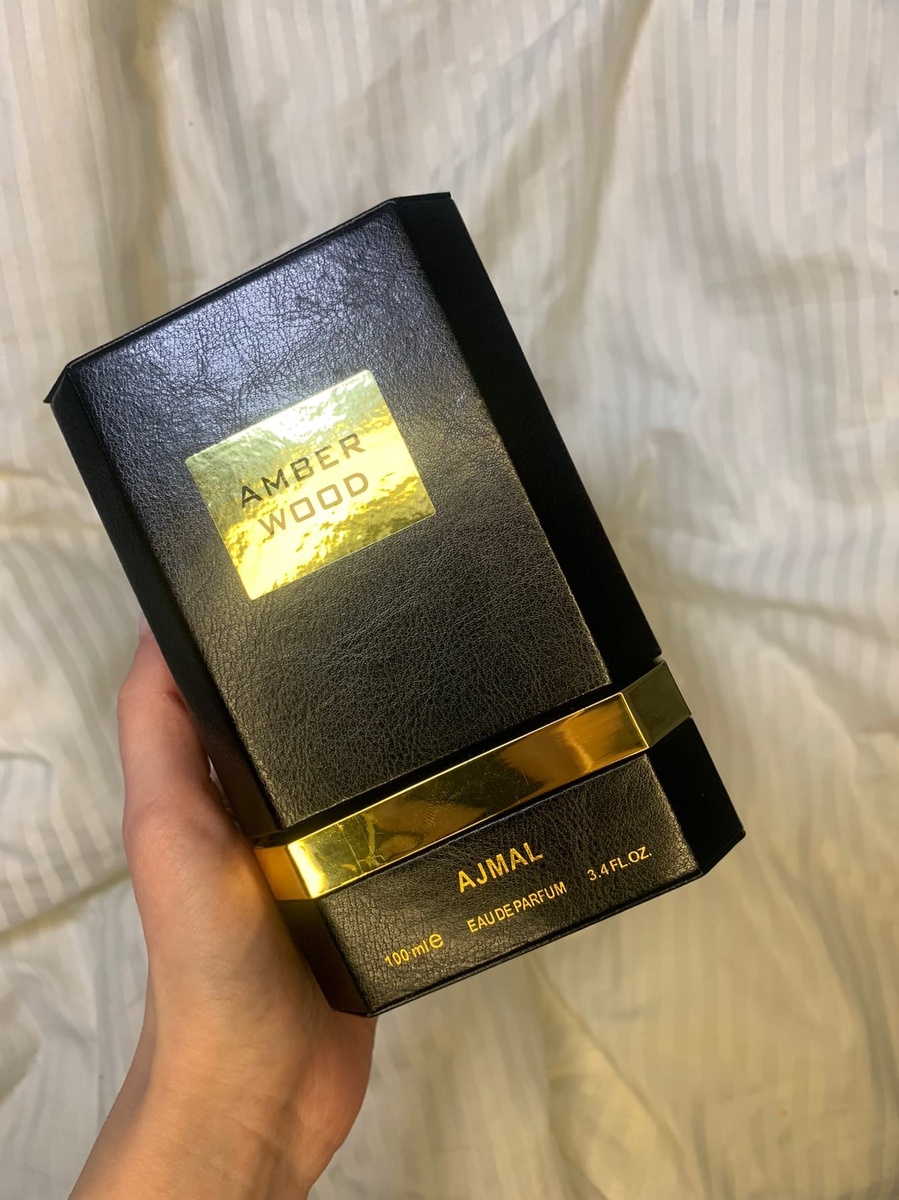 AMBER
WOOD
AJMAL
100 ml e EAU DE PARFUM 3.4 FL.OZ.